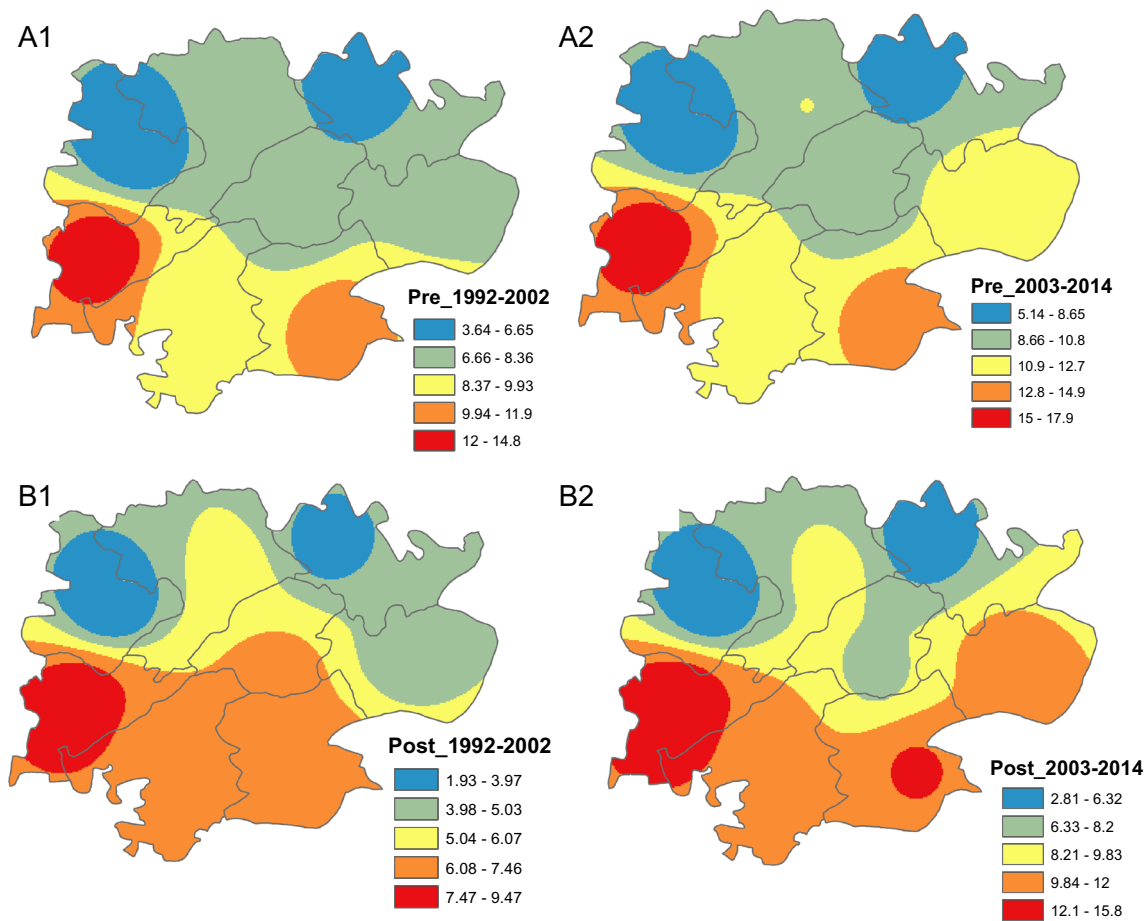 A1
Pre_1992-2002
3.64 - 6.65
6.66 - 8.36
8.37 - 9.93
9.94 - 11.9
12 - 14.8
A2
Pre_2003-2014
5.14 - 8.65
8.66 - 10.8
10.9 - 12.7
12.8 - 14.9
15 - 17.9
B1
Post_1992-2002
1.93 - 3.97
3.98 - 5.03
5.04 - 6.07
6.08 - 7.46
7.47 - 9.47
B2
Post_2003-2014
2.81 - 6.32
6.33 - 8.2
8.21 - 9.83
9.84 - 12
12.1 - 15.8